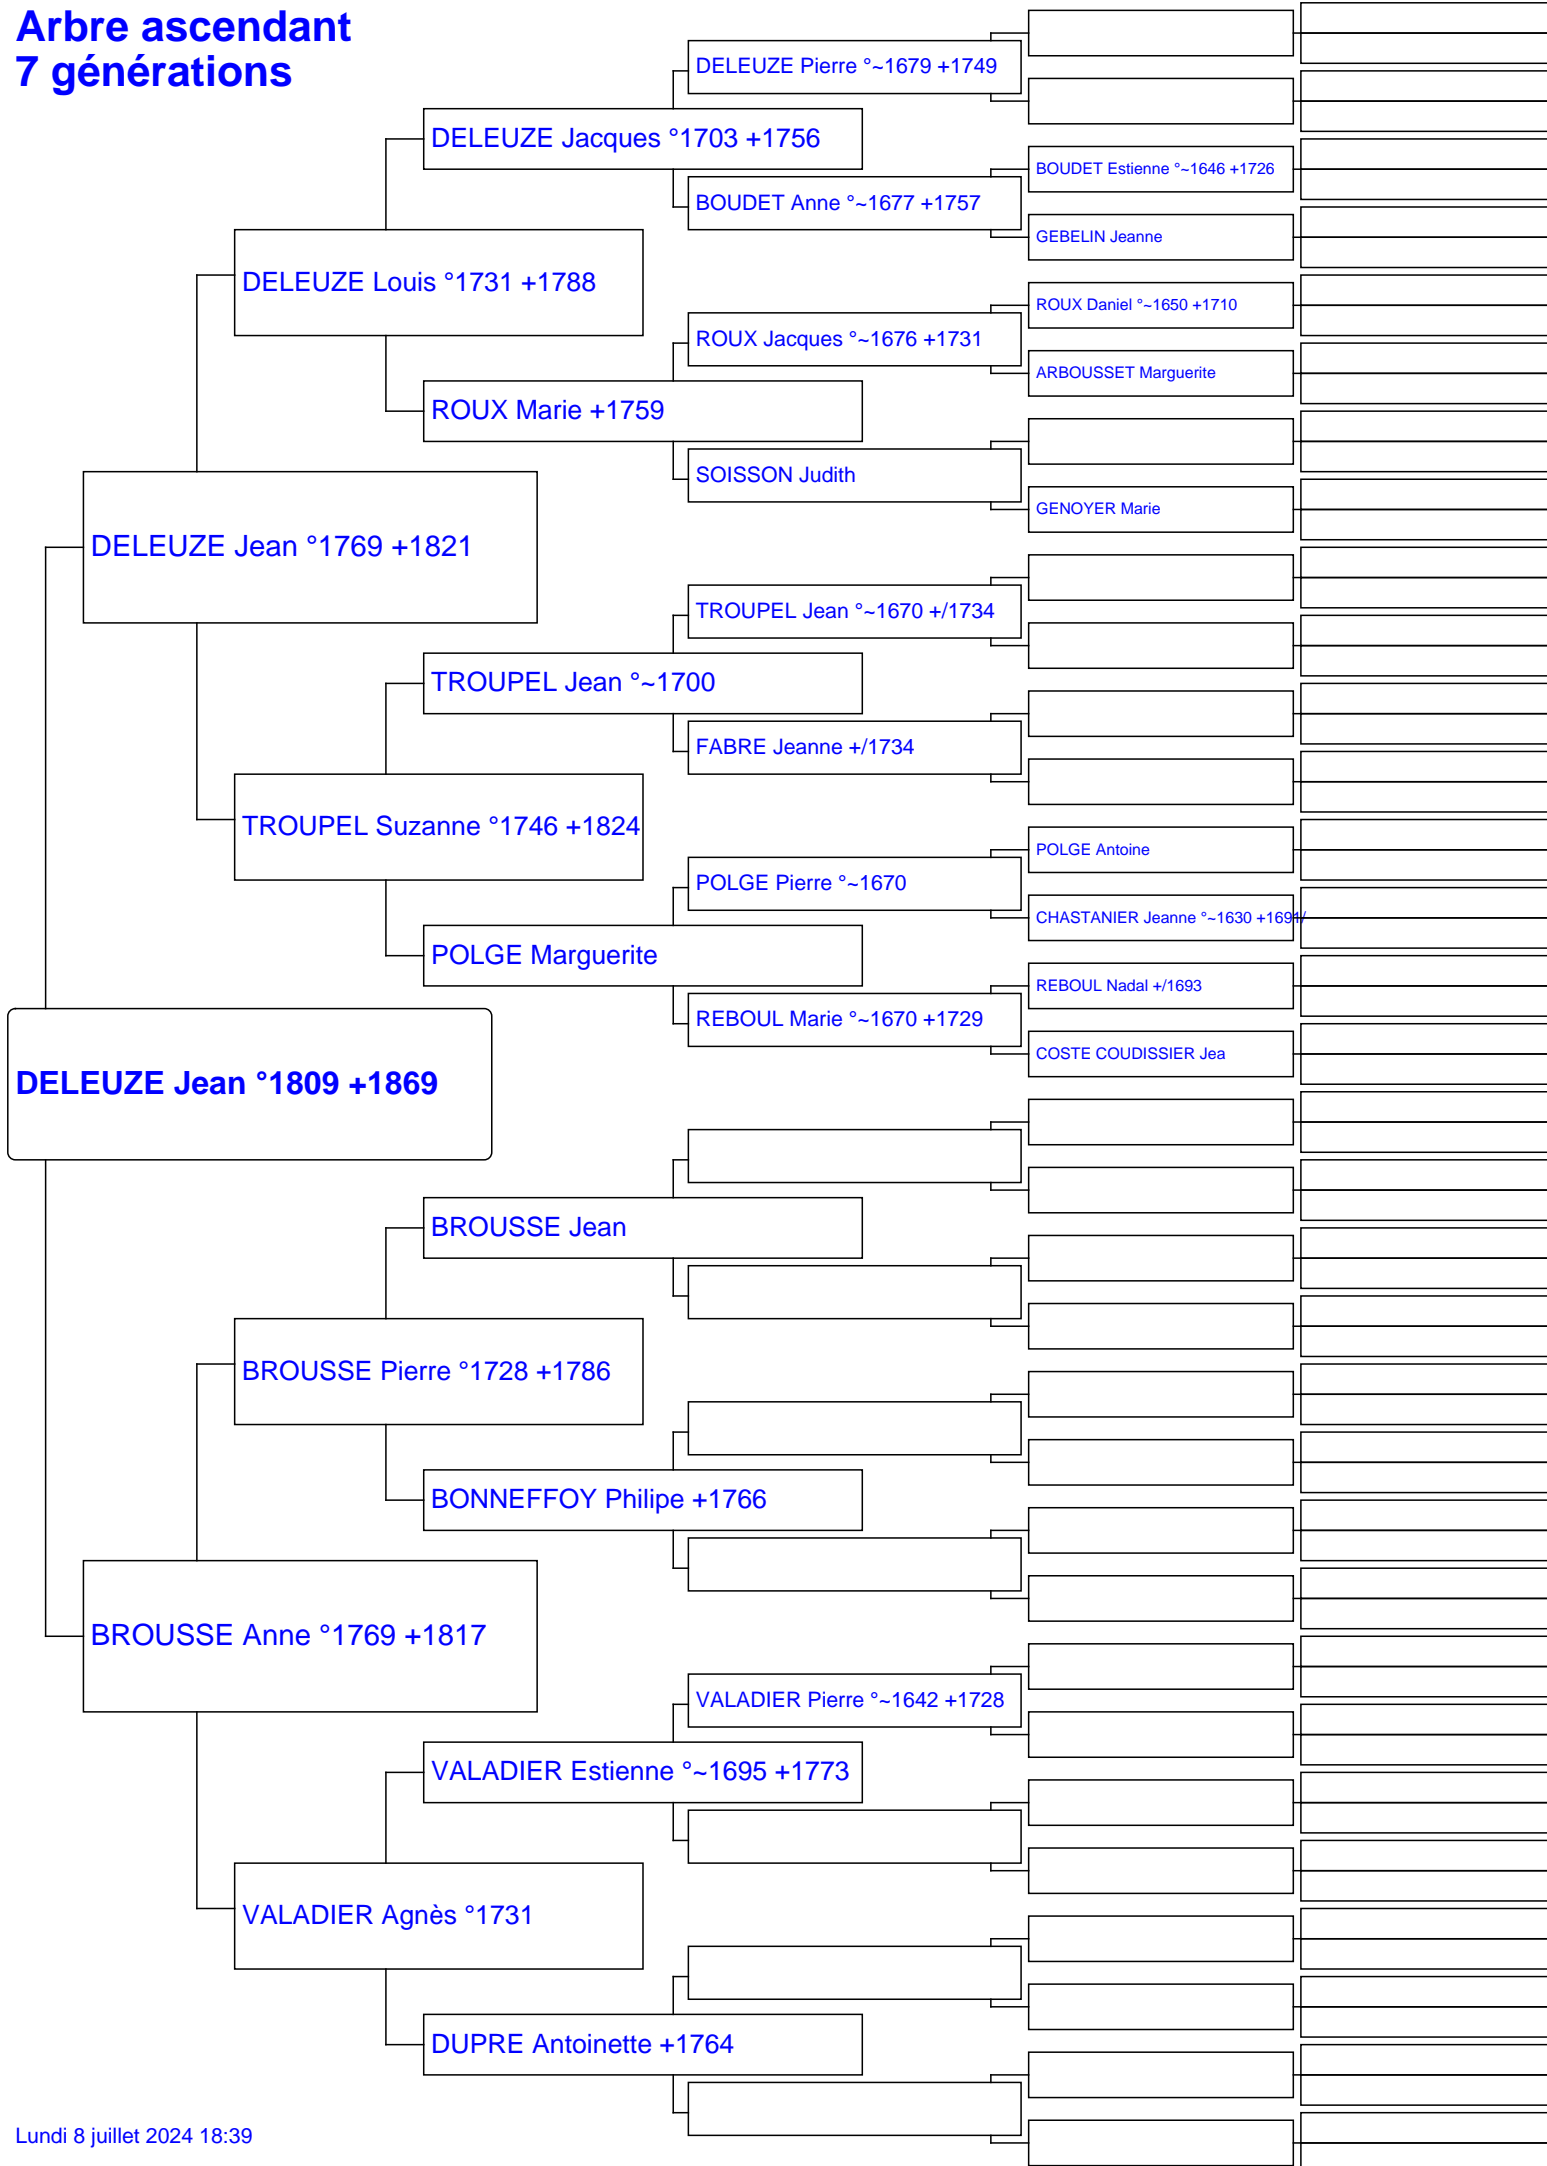 Arbre ascendant
7 générations
DELEUZE Pierre °~1679 +1749
DELEUZE Jacques °1703 +1756
BOUDET Estienne °~1646 +1726
BOUDET Anne °~1677 +1757
GEBELIN Jeanne
DELEUZE Louis °1731 +1788
ROUX Daniel °~1650 +1710
ROUX Jacques °~1676 +1731
ARBOUSSET Marguerite
ROUX Marie +1759
SOISSON Judith
GENOYER Marie
DELEUZE Jean °1769 +1821
TROUPEL Jean °~1670 +/1734
TROUPEL Jean °~1700
FABRE Jeanne +/1734
TROUPEL Suzanne °1746 +1824
POLGE Antoine
POLGE Pierre °~1670
CHASTANIER Jeanne °~1630 +1691/
POLGE Marguerite
REBOUL Nadal +/1693
REBOUL Marie °~1670 +1729
COSTE COUDISSIER Jea
DELEUZE Jean °1809 +1869
BROUSSE Jean
BROUSSE Pierre °1728 +1786
BONNEFFOY Philipe +1766
BROUSSE Anne °1769 +1817
VALADIER Pierre °~1642 +1728
VALADIER Estienne °~1695 +1773
VALADIER Agnès °1731
DUPRE Antoinette +1764
Lundi 8 juillet 2024 18:39